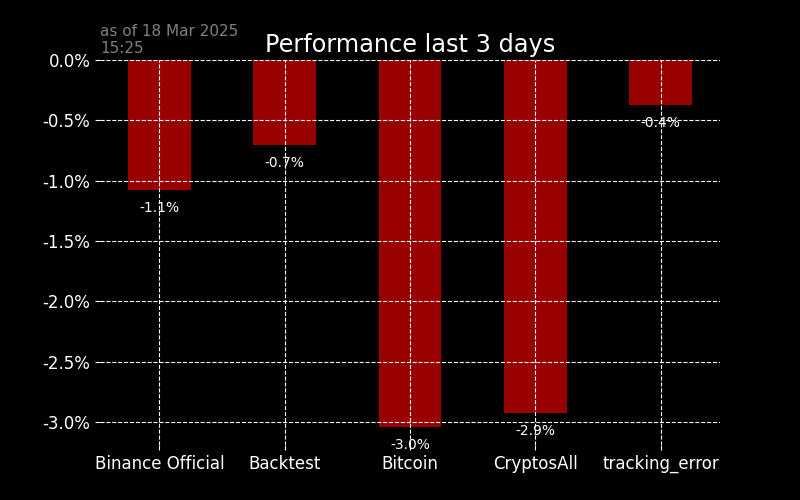 as of 18 Mar 2025
15:25
Performance last 3 days
0.0%
-0.5%
-1.0%
-1.5%
-2.0%
-2.5%
-3.0%
-1.1%
-0.7%
-3.0%
-2.9%
-0.4%
Binance Official
Backtest
Bitcoin
CryptosAll
tracking_error